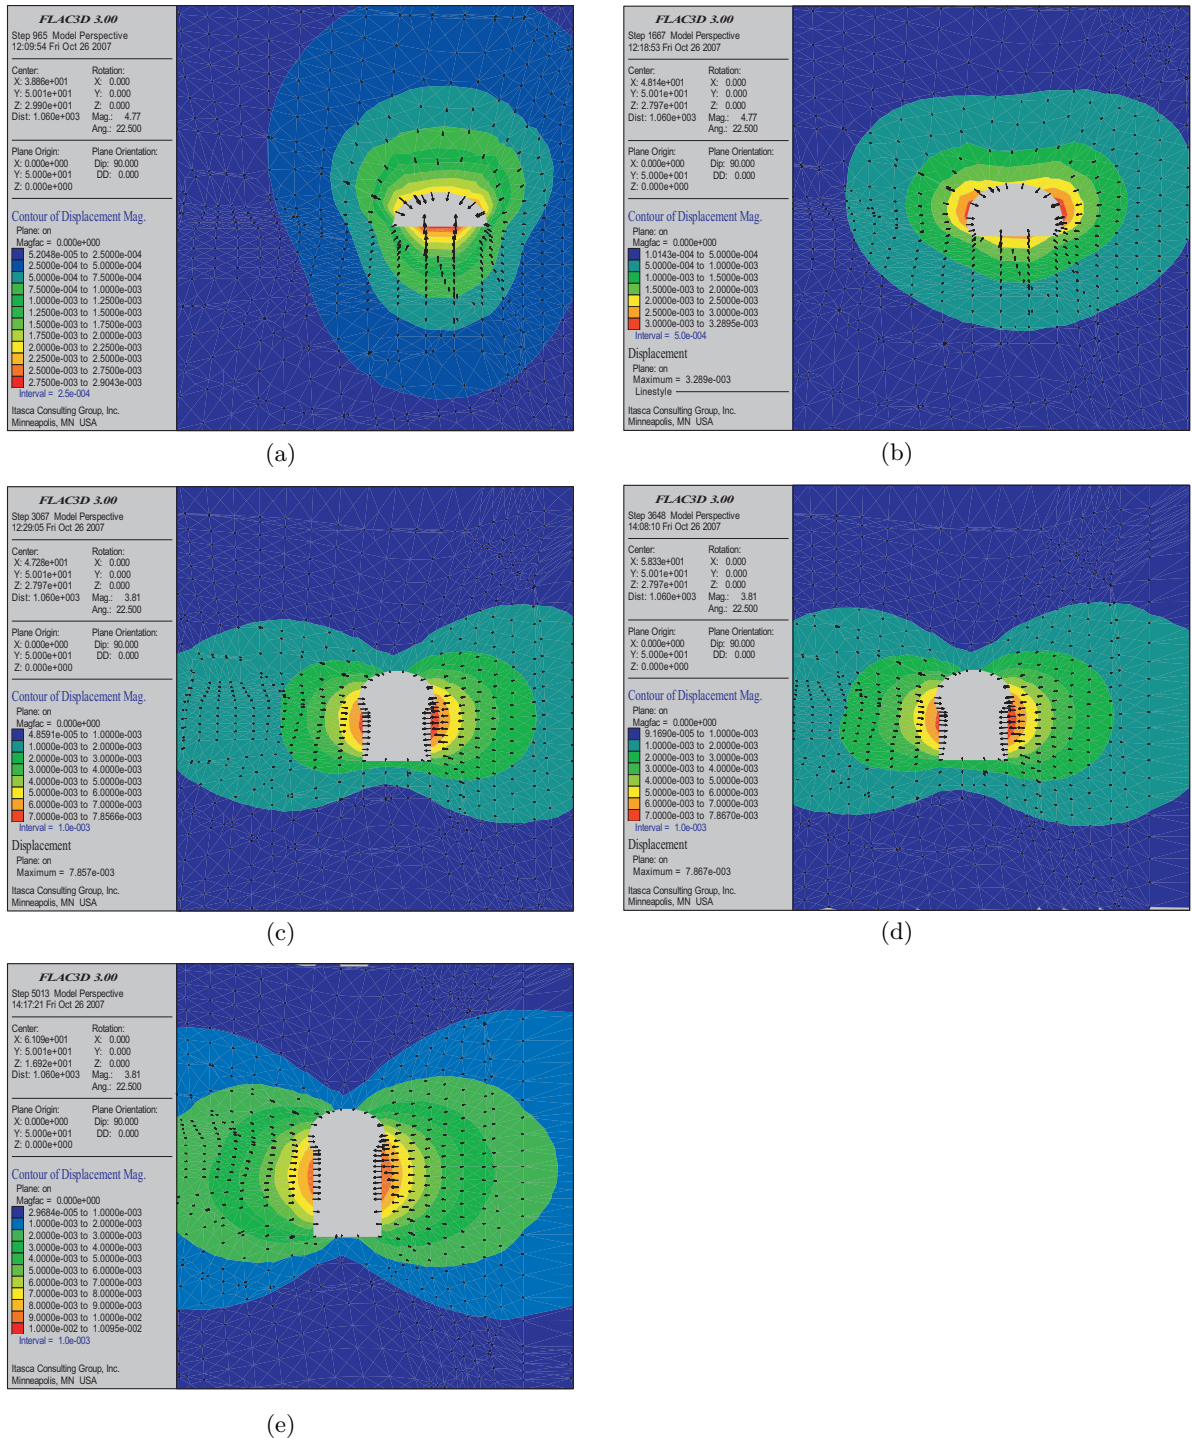 FLAC3D 3.00
Step 965 Model Perspective
12:09:54 Fri Oct 26 2007
Center: Rotation:
X: 3.886e+001 X: 0.000
Y: 5.001e+001 Y: 0.000
Z: 2.990e+001 Z: 0.000
Dist: 1.060e+003 Mag.: 4.77
Ang.: 22.500
Plane Origin: Plane Orientation:
X: 0.000e+000 Dip: 90.000
Y: 5.000e+001 DD: 0.000
Z: 0.000e+000
Contour of Displacement Mag.
Plane: on
Magfac = 0.000e+000
5.2048e-005 to 2.5000e-004
2.5000e-004 to 5.0000e-004
5.0000e-004 to 7.5000e-004
7.5000e-004 to 1.0000e-003
1.0000e-003 to 1.2500e-003
1.2500e-003 to 1.5000e-003
1.5000e-003 to 1.7500e-003
1.7500e-003 to 2.0000e-003
2.0000e-003 to 2.2500e-003
2.2500e-003 to 2.5000e-003
2.5000e-003 to 2.7500e-003
2.7500e-003 to 2.9043e-003
Interval = 2.5e-004
Itasca Consulting Group, Inc.
Minneapolis, MN USA
(a)
FLAC3D 3.00
Step 1667 Model Perspective
12:18:53 Fri Oct 26 2007
Center: Rotation:
X: 4.814e+001 X: 0.000
Y: 5.001e+001 Y: 0.000
Z: 2.797e+001 Z: 0.000
Dist: 1.060e+003 Mag.: 4.77
Ang.: 22.500
Plane Origin: Plane Orientation:
X: 0.000e+000 Dip: 90.000
Y: 5.000e+001 DD: 0.000
Z: 0.000e+000
Contour of Displacement Mag.
Plane: on
Magfac = 0.000e+000
1.0143e-004 to 5.0000e-004
5.0000e-004 to 1.0000e-003
1.0000e-003 to 1.5000e-003
1.5000e-003 to 2.0000e-003
2.0000e-003 to 2.5000e-003
2.5000e-003 to 3.0000e-003
3.0000e-003 to 3.2895e-003
Interval = 5.0e-004
Displacement
Plane: on
Maximum = 3.289e-003
Linestyle
Itasca Consulting Group, Inc.
Minneapolis, MN USA
(b)
FLAC3D 3.00
Step 3067 Model Perspective
12:29:05 Fri Oct 26 2007
Center: Rotation:
X: 4.728e+001 X: 0.000
Y: 5.001e+001 Y: 0.000
Z: 2.797e+001 Z: 0.000
Dist: 1.060e+003 Mag.: 3.81
Ang.: 22.500
Plane Origin: Plane Orientation:
X: 0.000e+000 Dip: 90.000
Y: 5.000e+001 DD: 0.000
Z: 0.000e+000
Contour of Displacement Mag.
Plane: on
Magfac = 0.000e+000
4.8591e-005 to 1.0000e-003
1.0000e-003 to 2.0000e-003
2.0000e-003 to 3.0000e-003
3.0000e-003 to 4.0000e-003
4.0000e-003 to 5.0000e-003
5.0000e-003 to 6.0000e-003
6.0000e-003 to 7.0000e-003
7.0000e-003 to 7.8566e-003
Interval = 1.0e-003
Displacement
Plane: on
Maximum = 7.857e-003
Itasca Consulting Group, Inc.
Minneapolis, MN USA
(c)
FLAC3D 3.00
Step 3648 Model Perspective
14:08:10 Fri Oct 26 2007
Center: Rotation:
X: 5.833e+001 X: 0.000
Y: 5.001e+001 Y: 0.000
Z: 2.797e+001 Z: 0.000
Dist: 1.060e+003 Mag.: 3.81
Ang.: 22.500
Plane Origin: Plane Orientation:
X: 0.000e+000 Dip: 90.000
Y: 5.000e+001 DD: 0.000
Z: 0.000e+000
Contour of Displacement Mag.
Plane: on
Magfac = 0.000e+000
9.1690e-005 to 1.0000e-003
1.0000e-003 to 2.0000e-003
2.0000e-003 to 3.0000e-003
3.0000e-003 to 4.0000e-003
4.0000e-003 to 5.0000e-003
5.0000e-003 to 6.0000e-003
6.0000e-003 to 7.0000e-003
7.0000e-003 to 7.8670e-003
Interval = 1.0e-003
Displacement
Plane: on
Maximum = 7.867e-003
Itasca Consulting Group, Inc.
Minneapolis, MN USA
(d)
FLAC3D 3.00
Step 5013 Model Perspective
14:17:21 Fri Oct 26 2007
Center: Rotation:
X: 6.109e+001 X: 0.000
Y: 5.001e+001 Y: 0.000
Z: 1.692e+001 Z: 0.000
Dist: 1.060e+003 Mag.: 3.81
Ang.: 22.500
Plane Origin: Plane Orientation:
X: 0.000e+000 Dip: 90.000
Y: 5.000e+001 DD: 0.000
Z: 0.000e+000
Contour of Displacement Mag.
Plane: on
Magfac = 0.000e+000
2.9684e-005 to 1.0000e-003
1.0000e-003 to 2.0000e-003
2.0000e-003 to 3.0000e-003
3.0000e-003 to 4.0000e-003
4.0000e-003 to 5.0000e-003
5.0000e-003 to 6.0000e-003
6.0000e-003 to 7.0000e-003
7.0000e-003 to 8.0000e-003
8.0000e-003 to 9.0000e-003
9.0000e-003 to 1.0000e-002
1.0000e-002 to 1.0095e-002
Interval = 1.0e-003
Itasca Consulting Group, Inc.
Minneapolis, MN USA
(e)